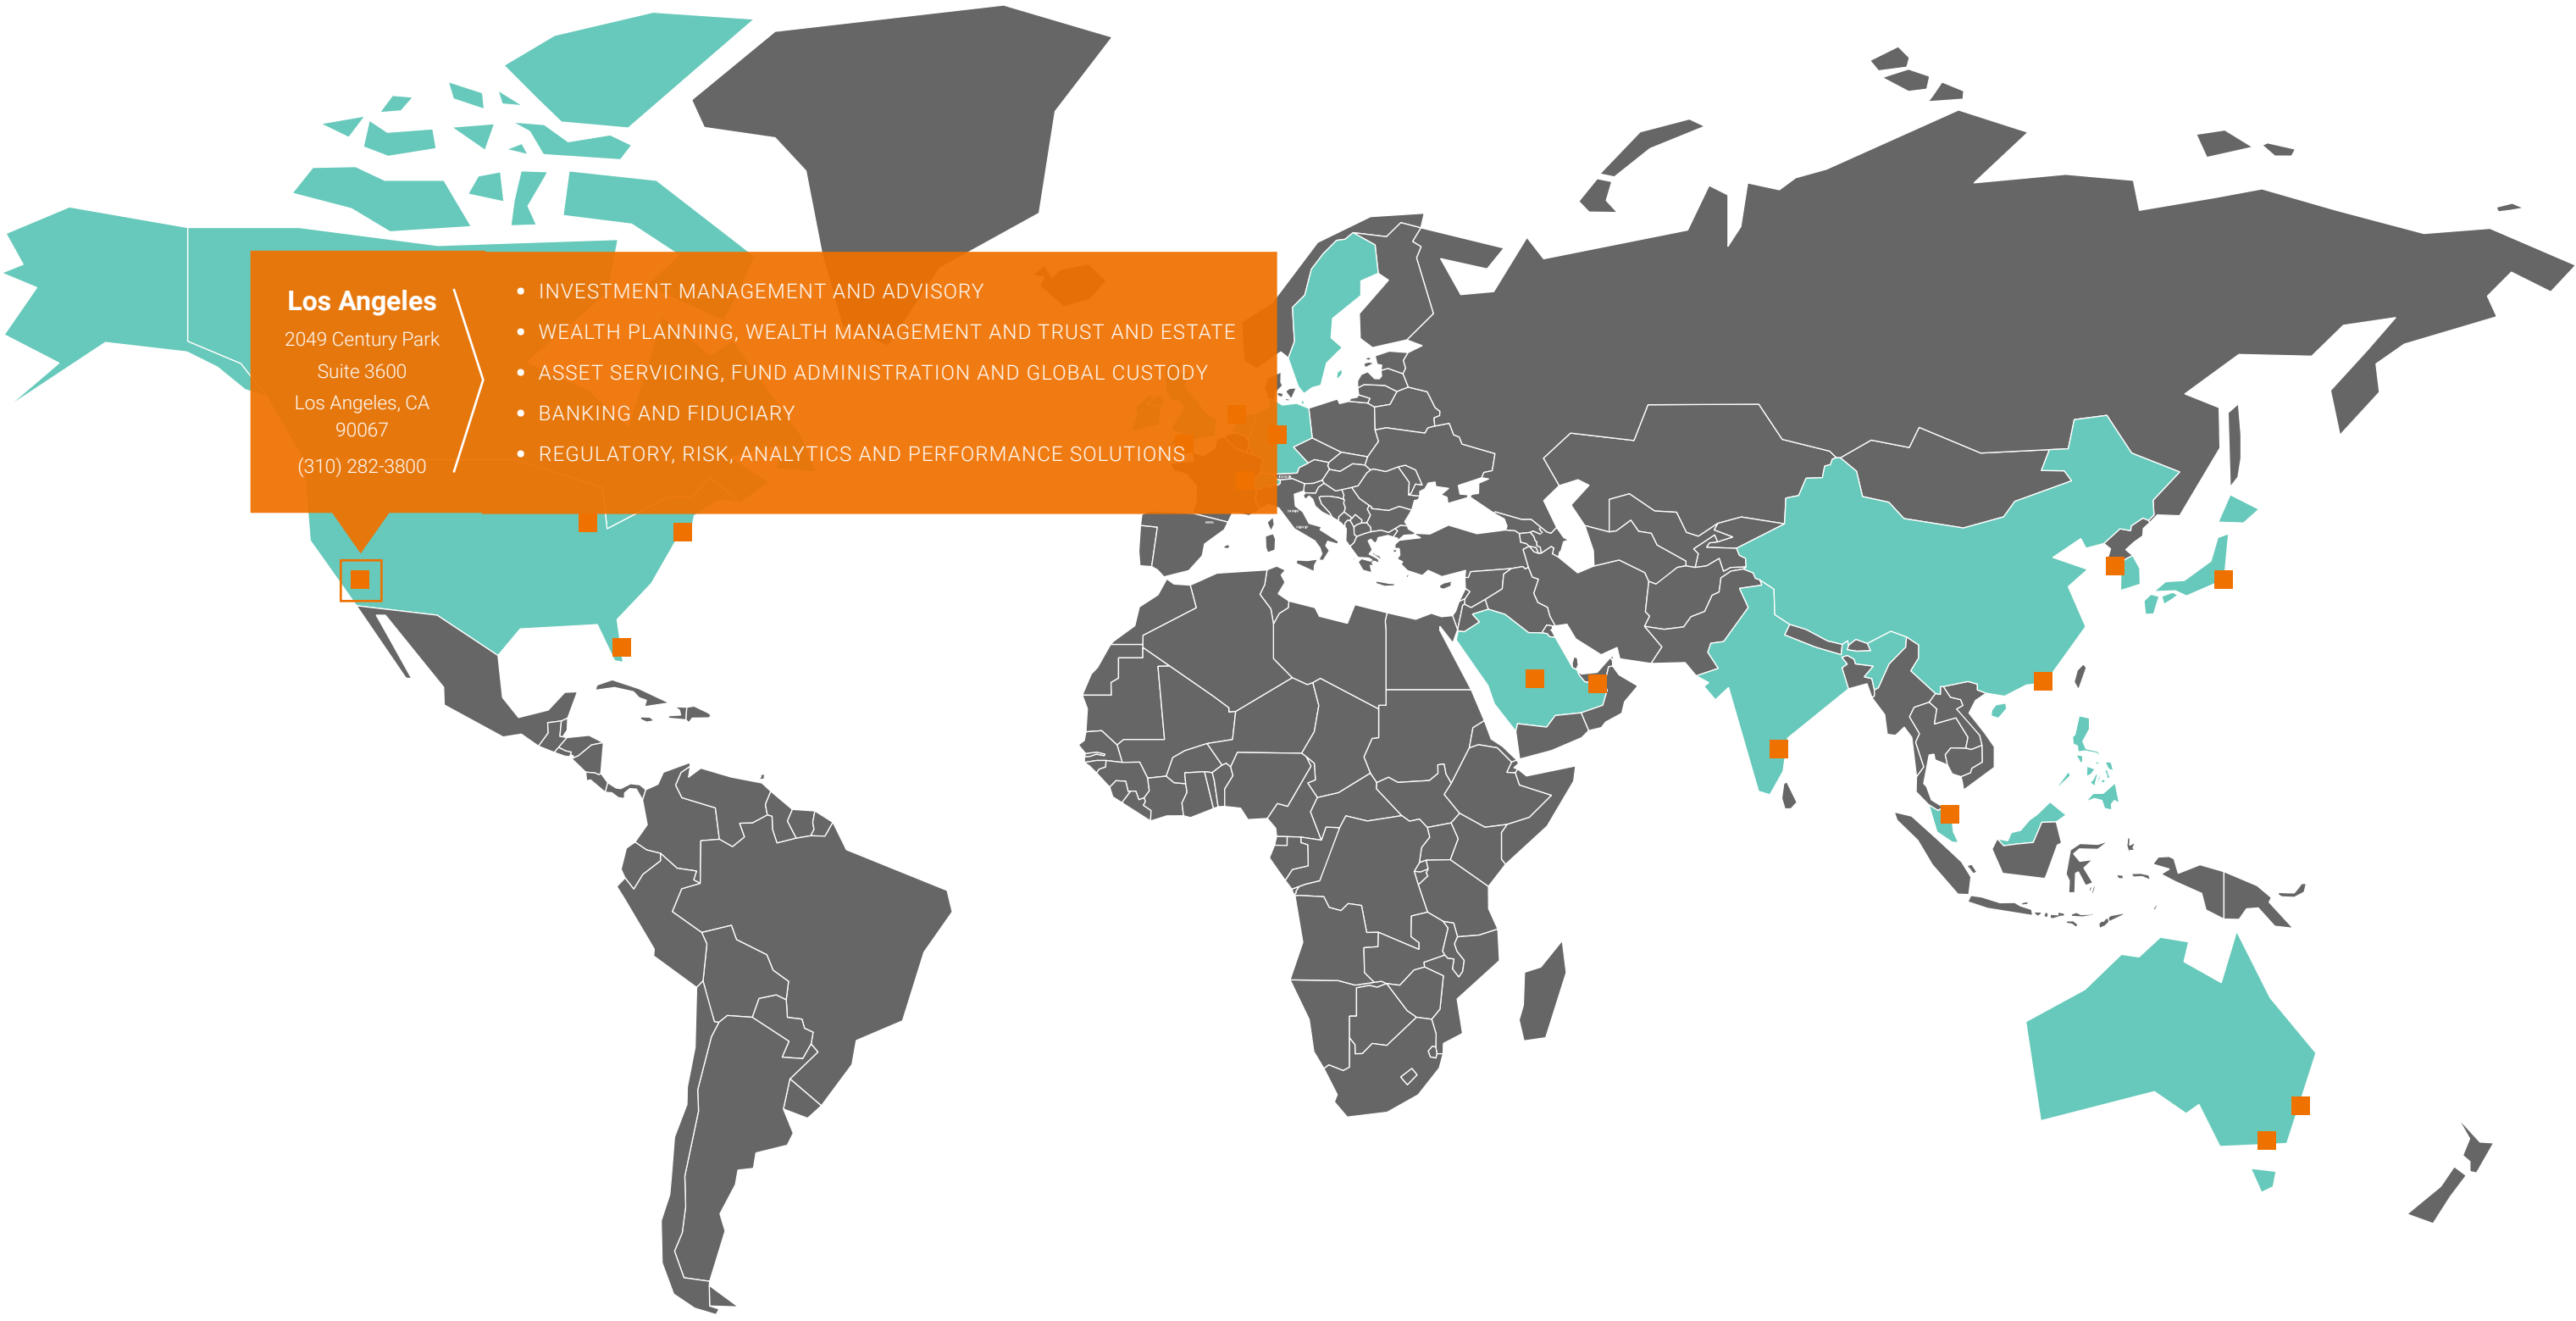 Los Angeles
2049 Century Park
Suite 3600
Los Angeles, CA
90067
(310) 282-3800
• INVESTMENT MANAGEMENT AND ADVISORY
• WEALTH PLANNING, WEALTH MANAGEMENT AND TRUST AND ESTATE
• ASSET SERVICING, FUND ADMINISTRATION AND GLOBAL CUSTODY
• BANKING AND FIDUCIARY
• REGULATORY, RISK, ANALYTICS AND PERFORMANCE SOLUTIONS